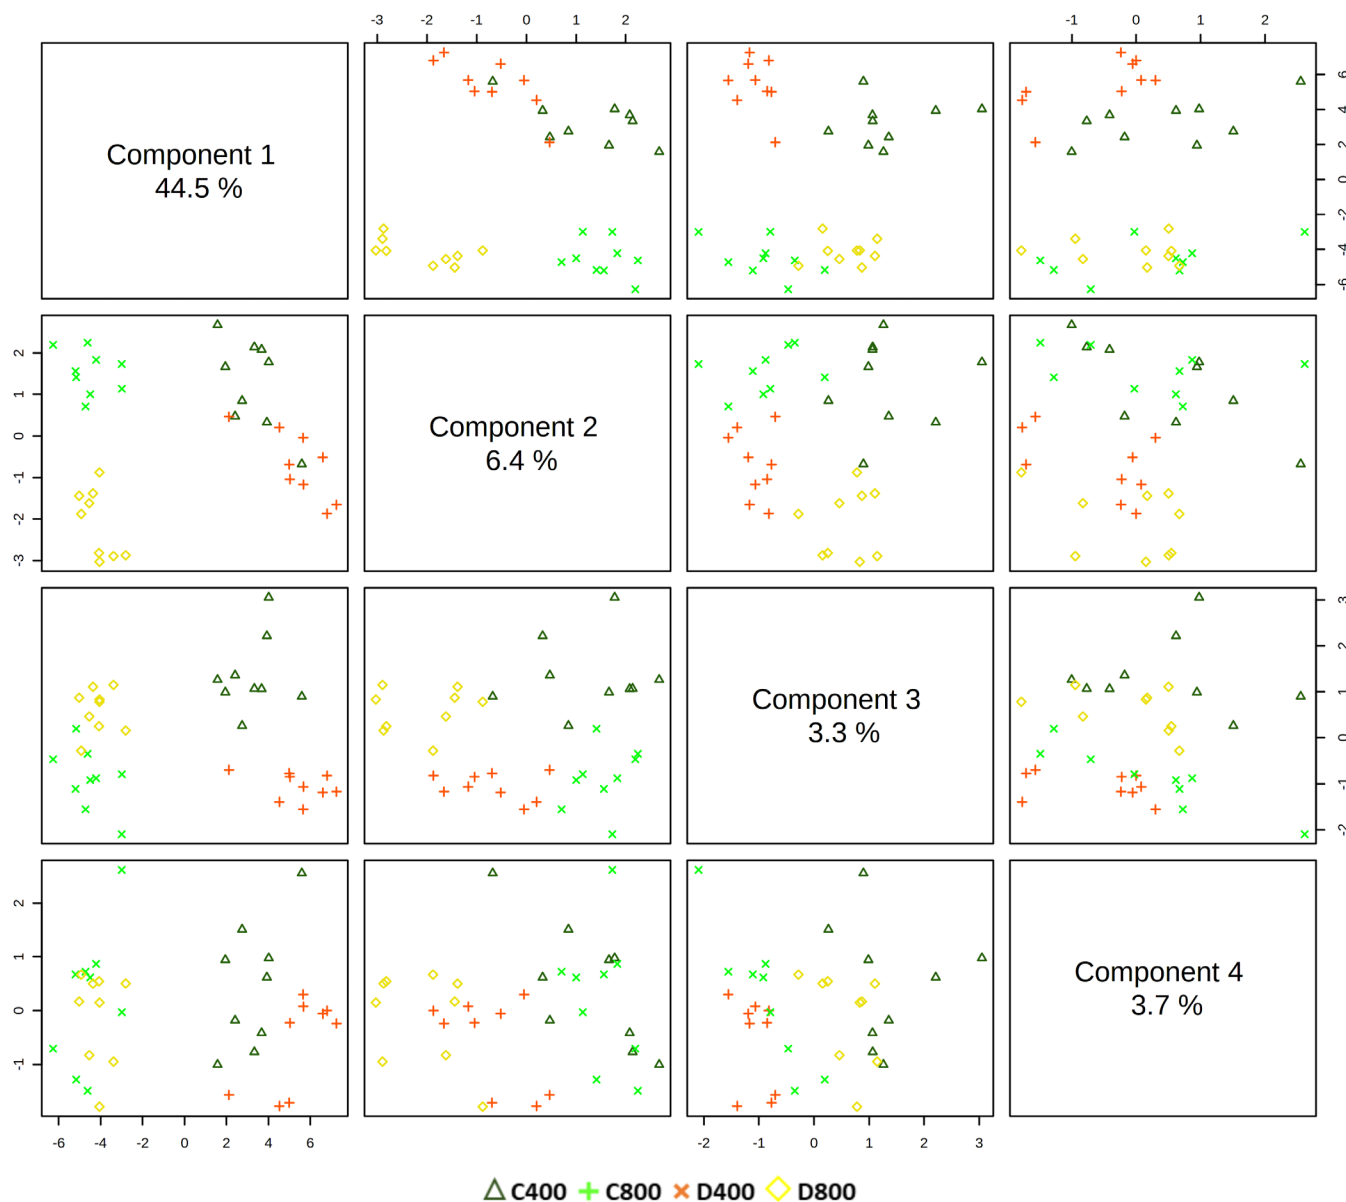 -3 -2 -1 0 1 2 -1 0 1 2
Component 1
44.5 %
-6 -4 -2 0 2 4 6
-3 -2 -1 0 1 2
Component 2
6.4 %
Component 3
3.3 %
-2 -1 0 1 2 3
-1 0 1 2
Component 4
3.7 %
-6 -4 -2 0 2 4 6 -2 -1 0 1 2 3
C400 C800 D400 D800